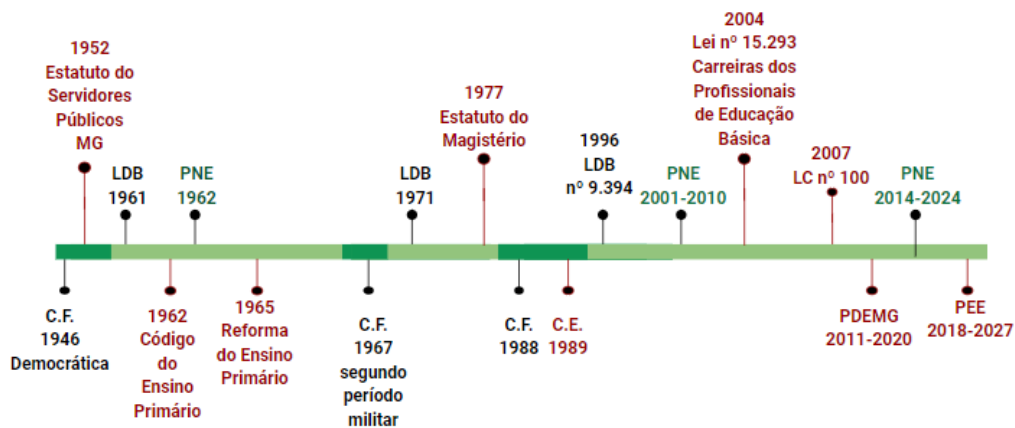 1952
Estatuto do
Servidores
Públicos
MG
LDB
1961
PNE
1962
LDB
1971
1977
Estatuto do
Magistério
1996
LDB
nº 9.394
PNE
2001-2010
2004
Lei nº 15.293
Carreiras dos
Profissionais
de Educação
Básica
2007
LC nº 100
PNE
2014-2024
C.F.
1946
Democrática
1962
Código
do
Ensino
Primário
1965
Reforma
do Ensino
Primário
C.F.
1967
segundo
período
militar
C.F.
1988
C.E.
1989
PDEMG
2011-2020
PEE
2018-2027